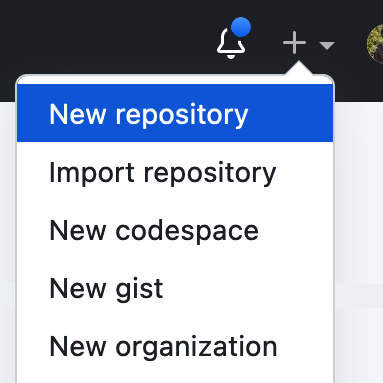 New repository
Import repository
New codespace
New gist
New organization